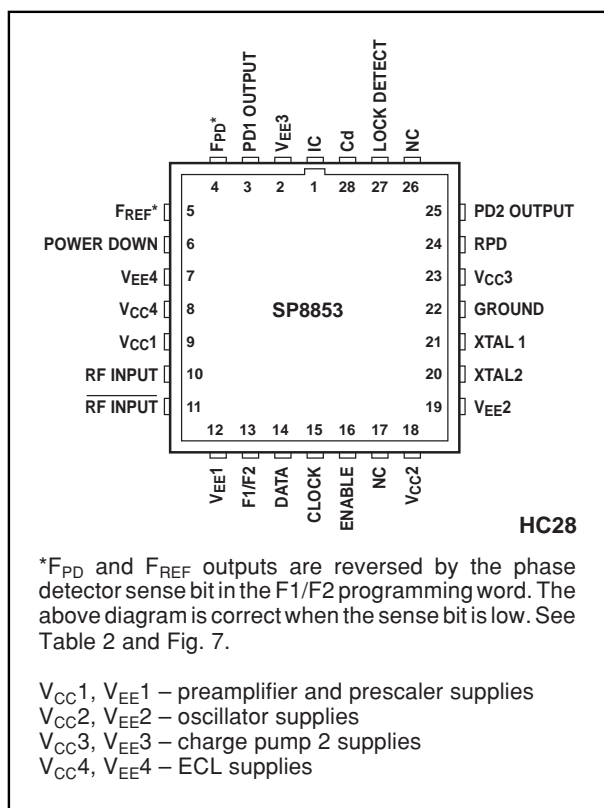 FPD*
PD1 OUTPUT
VEE3
IC
Cd
LOCK DETECT
NC
4 3 2 1 28 27 26
FREF* 5
POWER DOWN 6
VEE4 7
VCC4 8
VCC1 9
RF INPUT 10
RF INPUT 11
SP8853
25 PD2 OUTPUT
24 RPD
23 VCC3
22 GROUND
21 XTAL 1
20 XTAL2
19 VEE2
12 13 14 15 16 17 18
VEE1
F1/F2
DATA
CLOCK
ENABLE
NC
VCC2
HC28
*FPD and FREF outputs are reversed by the phase
detector sense bit in the F1/F2 programming word. The
above diagram is correct when the sense bit is low. See
Table 2 and Fig. 7.
VCC1, VEE1 – preamplifier and prescaler supplies
VCC2, VEE2 – oscillator supplies
VCC3, VEE3 – charge pump 2 supplies
VCC4, VEE4 – ECL supplies